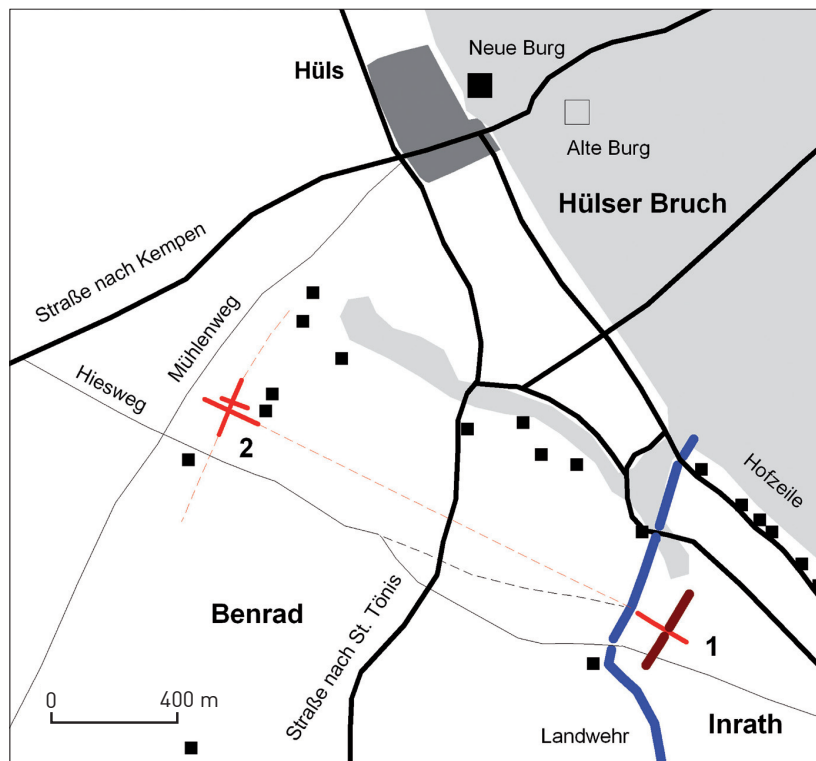 Neue Burg
Hüls
Alte Burg
Hülser Bruch
Straße nach Kempen
Mühlenweg
Hiesweg
2
Hofzeile
Benrad
Straße nach St. Tönis
1
0 400 m
Landwehr
Inrath